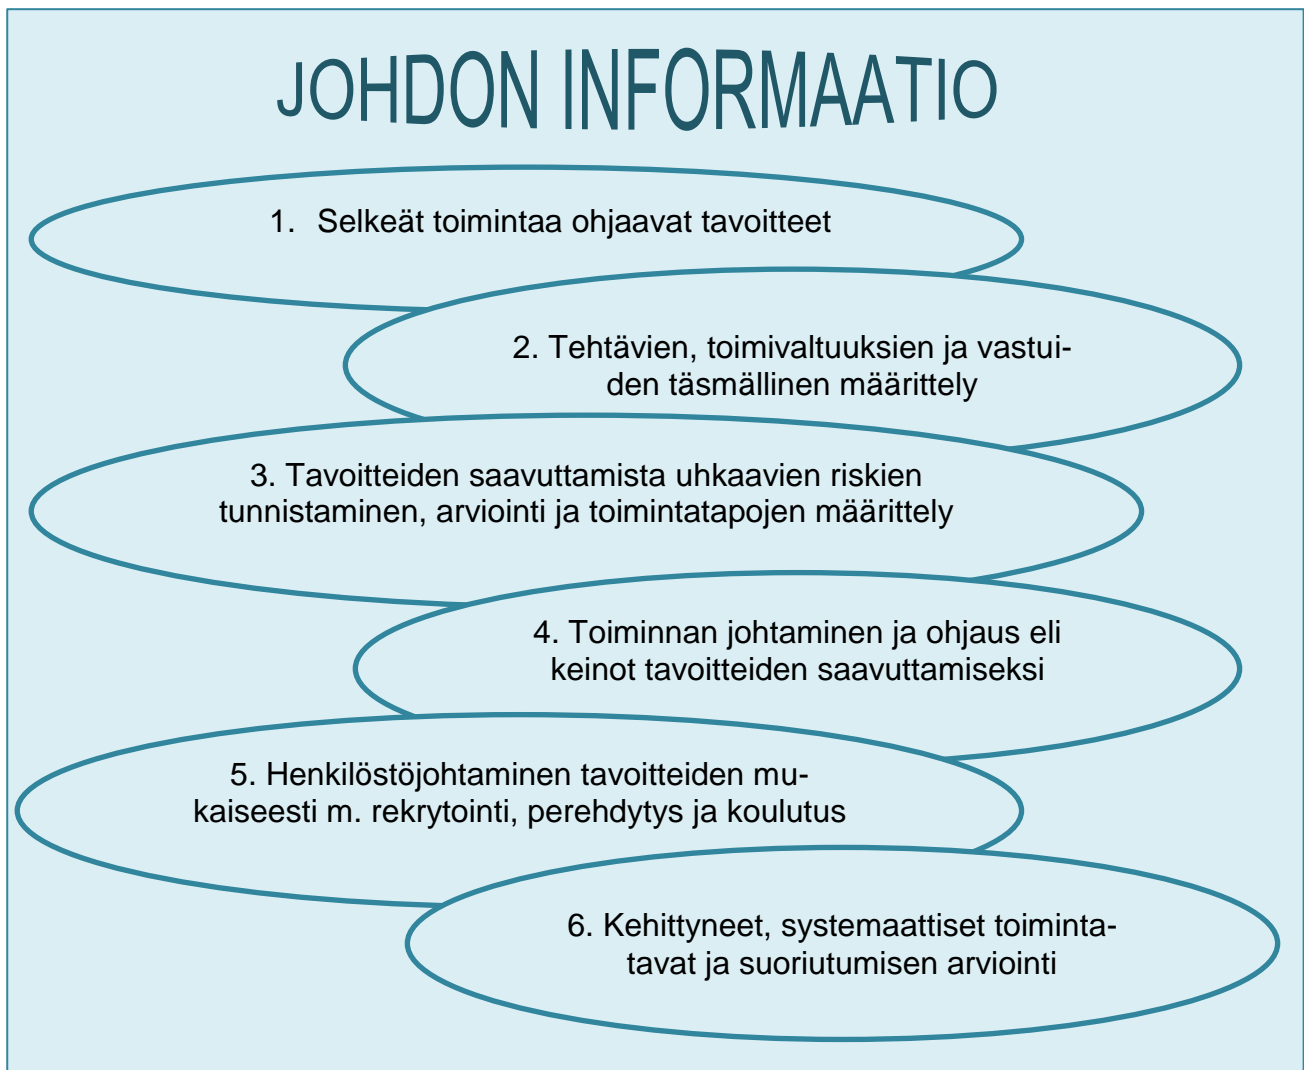 JOHDON INFORMAATIO
1. Selkeät toimintaa ohjaavat tavoitteet
2. Tehtävien, toimivaltuuksien ja vastui-
den täsmällinen määrittely
3. Tavoitteiden saavuttamista uhkaavien riskien
tunnistaminen, arviointi ja toimintatapojen määrittely
4. Toiminnan johtaminen ja ohjaus eli
keinot tavoitteiden saavuttamiseksi
5. Henkilöstöjohtaminen tavoitteiden mu-
kaiseesti m. rekrytointi, perehdytys ja koulutus
6. Kehittyneet, systemaattiset toiminta-
tavat ja suoriutumisen arviointi